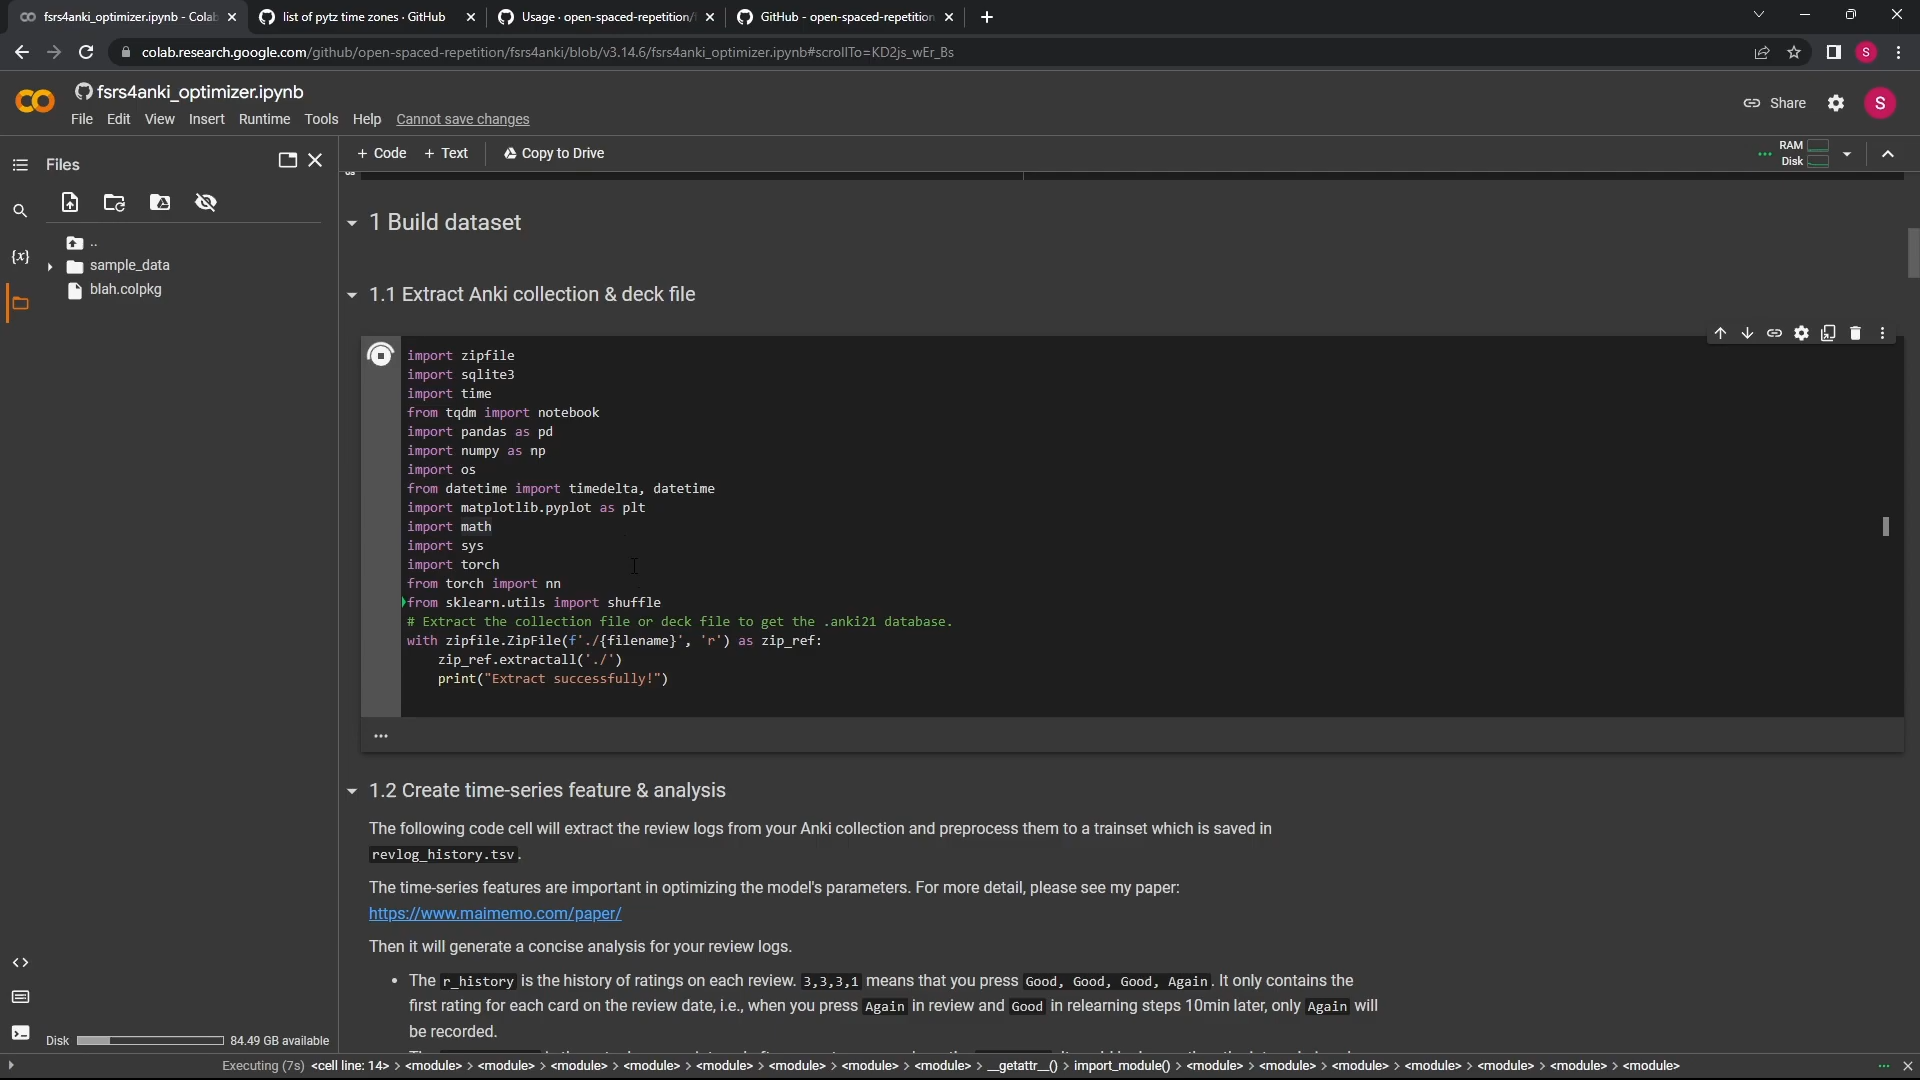 fsrs4anki_optimizer.ipynb - Colab
list of pytz time zones · GitHub
Usage · open-spaced-repetition/
GitHub - open-spaced-repetition
colab.research.google.com/github/open-spaced-repetition/fsrs4anki/blob/v3.14.6/fsrs4anki_optimizer.ipynb#scrollTo=KD2js_wEr_Bs
S
fsrs4anki_optimizer.ipynb
File Edit View Insert Runtime Tools Help Cannot save changes
Share
S
Files
+ Code + Text Copy to Drive
RAM
Disk
{x}
..
sample_data
blah.colpkg
1 Build dataset
1.1 Extract Anki collection & deck file
import zipfile
import sqlite3
import time
from tqdm import notebook
import pandas as pd
import numpy as np
import os
from datetime import timedelta, datetime
import matplotlib.pyplot as plt
import math
import sys
import torch
from torch import nn
from sklearn.utils import shuffle
# Extract the collection file or deck file to get the .anki21 database.
with zipfile.ZipFile(f'./{filename}', 'r') as zip_ref:
zip_ref.extractall('./')
print("Extract successfully!")
...
1.2 Create time-series feature & analysis
The following code cell will extract the review logs from your Anki collection and preprocess them to a trainset which is saved in
revlog_history.tsv.
The time-series features are important in optimizing the model's parameters. For more detail, please see my paper:
https://www.maimemo.com/paper/
Then it will generate a concise analysis for your review logs.
• The r_history is the history of ratings on each review. 3,3,3,1 means that you press Good, Good, Good, Again. It only contains the
first rating for each card on the review date, i.e., when you press Again in review and Good in relearning steps 10min later, only Again will
be recorded.
Disk 84.49 GB available
Executing (7s) <cell line: 14> > <module> > <module> > <module> > <module> > <module> > <module> > <module> > <module> > __getattr__() > import_module() > <module> > <module> > <module> > <module> > <module> > <module> > <module>